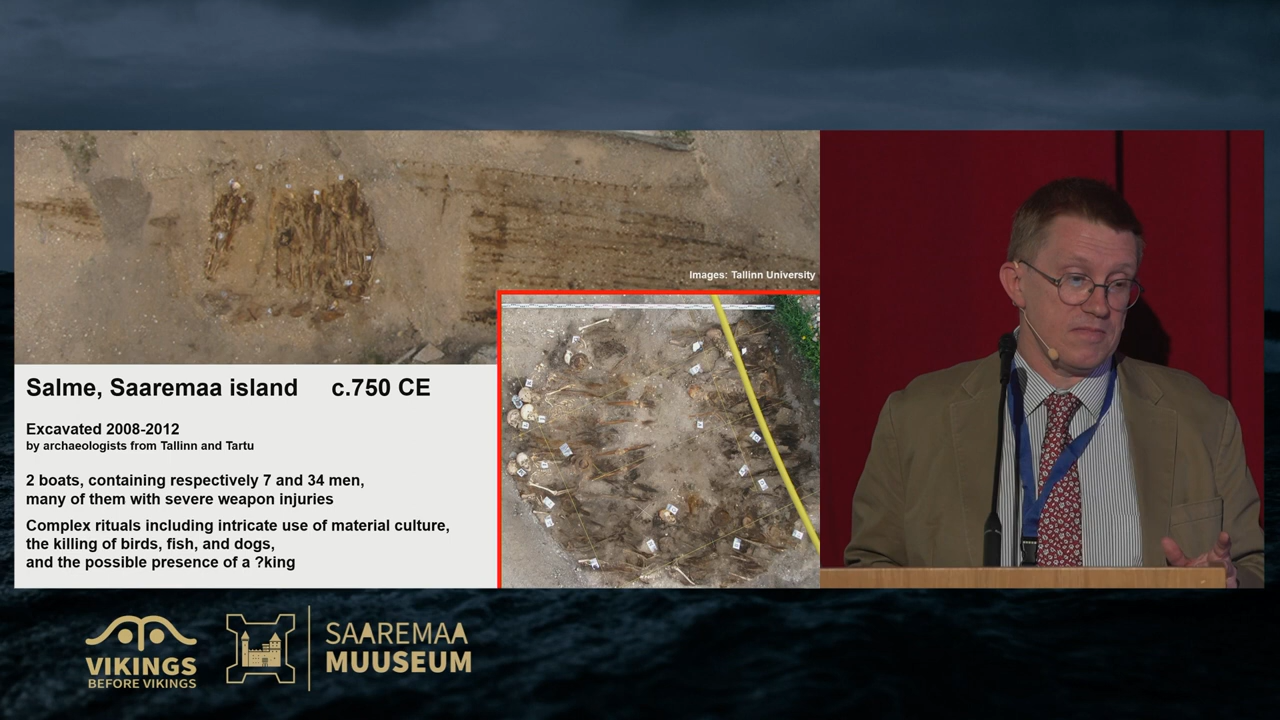 Images: Tallinn University
Salme, Saaremaa island c.750 CE
Excavated 2008-2012
by archaeologists from Tallinn and Tartu
2 boats, containing respectively 7 and 34 men,
many of them with severe weapon injuries
Complex rituals including intricate use of material culture,
the killing of birds, fish, and dogs,
and the possible presence of a ?king
VIKINGS
BEFORE VIKINGS
SAAREMAA
MUUSEUM